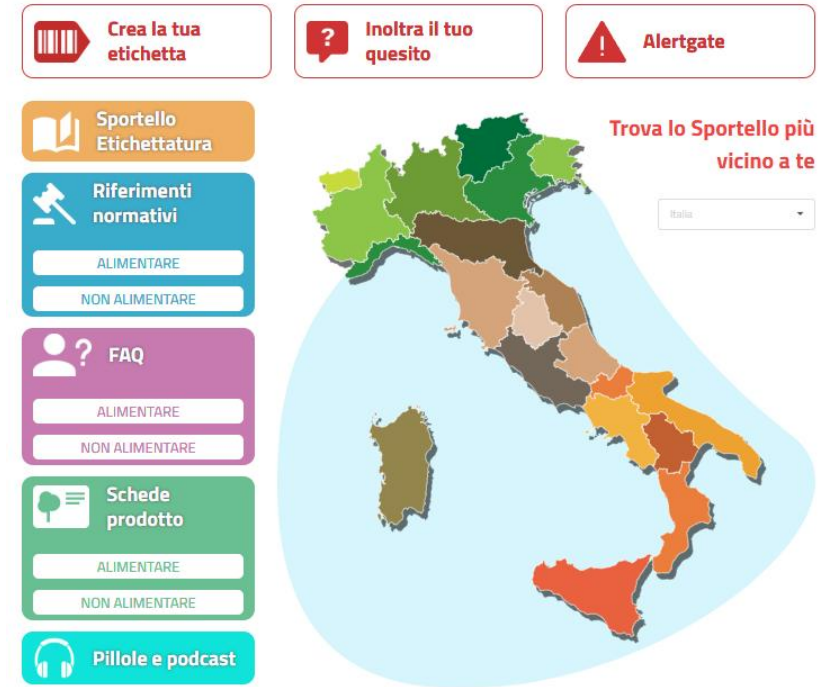 Crea la tua
etichetta
Inoltra il tuo
quesito
Alertgate
Sportello
Etichettatura
Riferimenti
normativi
ALIMENTARE
NON ALIMENTARE
FAQ
ALIMENTARE
NON ALIMENTARE
Schede
prodotto
ALIMENTARE
NON ALIMENTARE
Pillole e podcast
Trova lo Sportello più
vicino a te
Italia